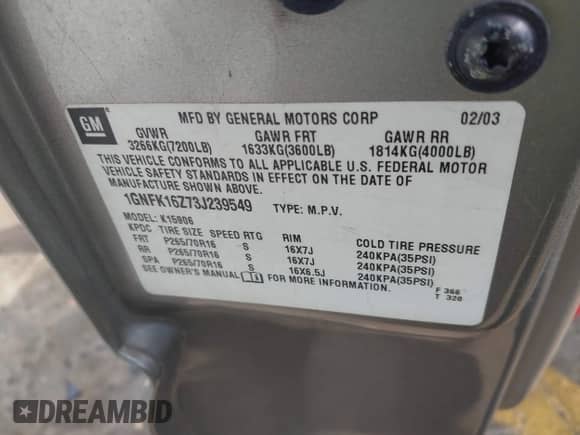 GM
MFD BY GENERAL MOTORS CORP 02/03
GVWR GAWR FRT GAWR RR
3266KG(7200LB) 1633KG(3600LB) 1814KG(4000LB)
THIS VEHICLE CONFORMS TO ALL APPLICABLE U.S. FEDERAL MOTOR
VEHICLE SAFETY STANDARDS IN EFFECT ON THE DATE OF
MANUFACTURE SHOWN ABOVE.
1GNFK16Z73J239549 TYPE: M.P.V.
MODEL: K15906
KPDC TIRE SIZE SPEED RTG RIM COLD TIRE PRESSURE
FRT P265/70R16 S 16X7J 240KPA(35PSI)
RR P265/70R16 S 16X7J 240KPA(35PSI)
SPA P265/70R16 S 16X6.5J 240KPA(35PSI)
SEE OWNER'S MANUAL FOR MORE INFORMATION.
F 366
T 320
DREAMBID